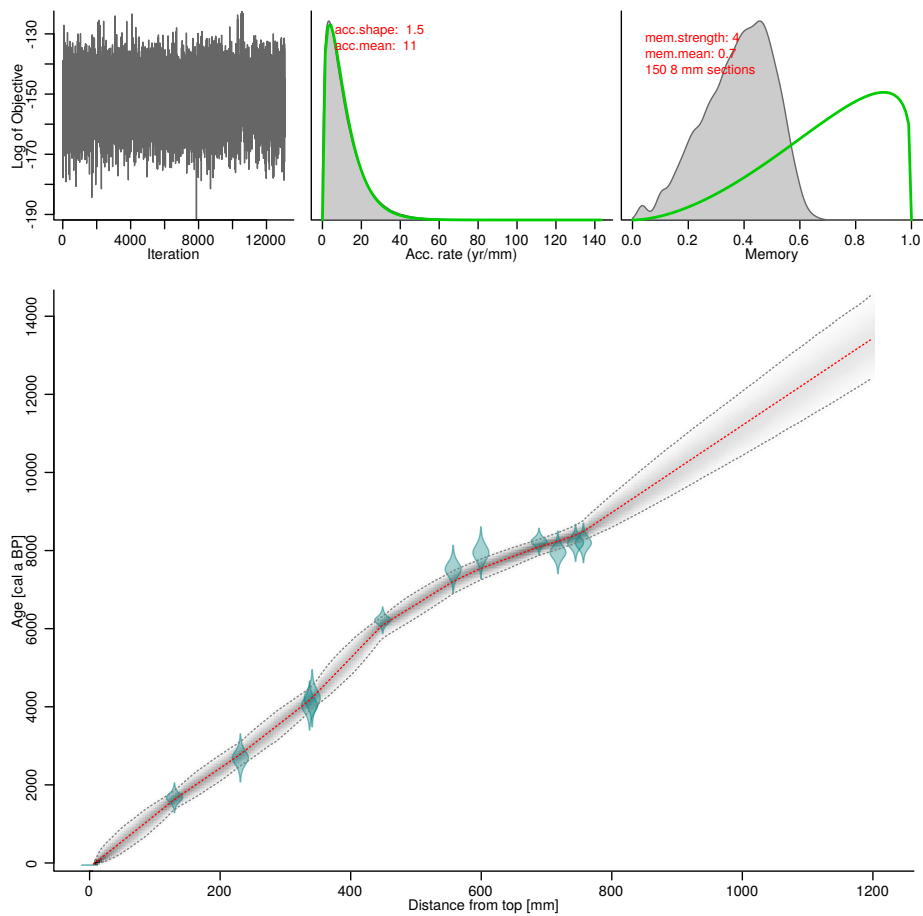 Log of Objective
-190
-170
-150
-130
0 4000 8000 12000
Iteration
acc.shape: 1.5
acc.mean: 11
0 20 40 60 80 100 120 140
Acc. rate (yr/mm)
mem.strength: 4
mem.mean: 0.7
150 8 mm sections
0.0 0.2 0.4 0.6 0.8 1.0
Memory
Age [cal a BP]
14000
12000
10000
8000
6000
4000
2000
0
0 200 400 600 800 1000 1200
Distance from top [mm]